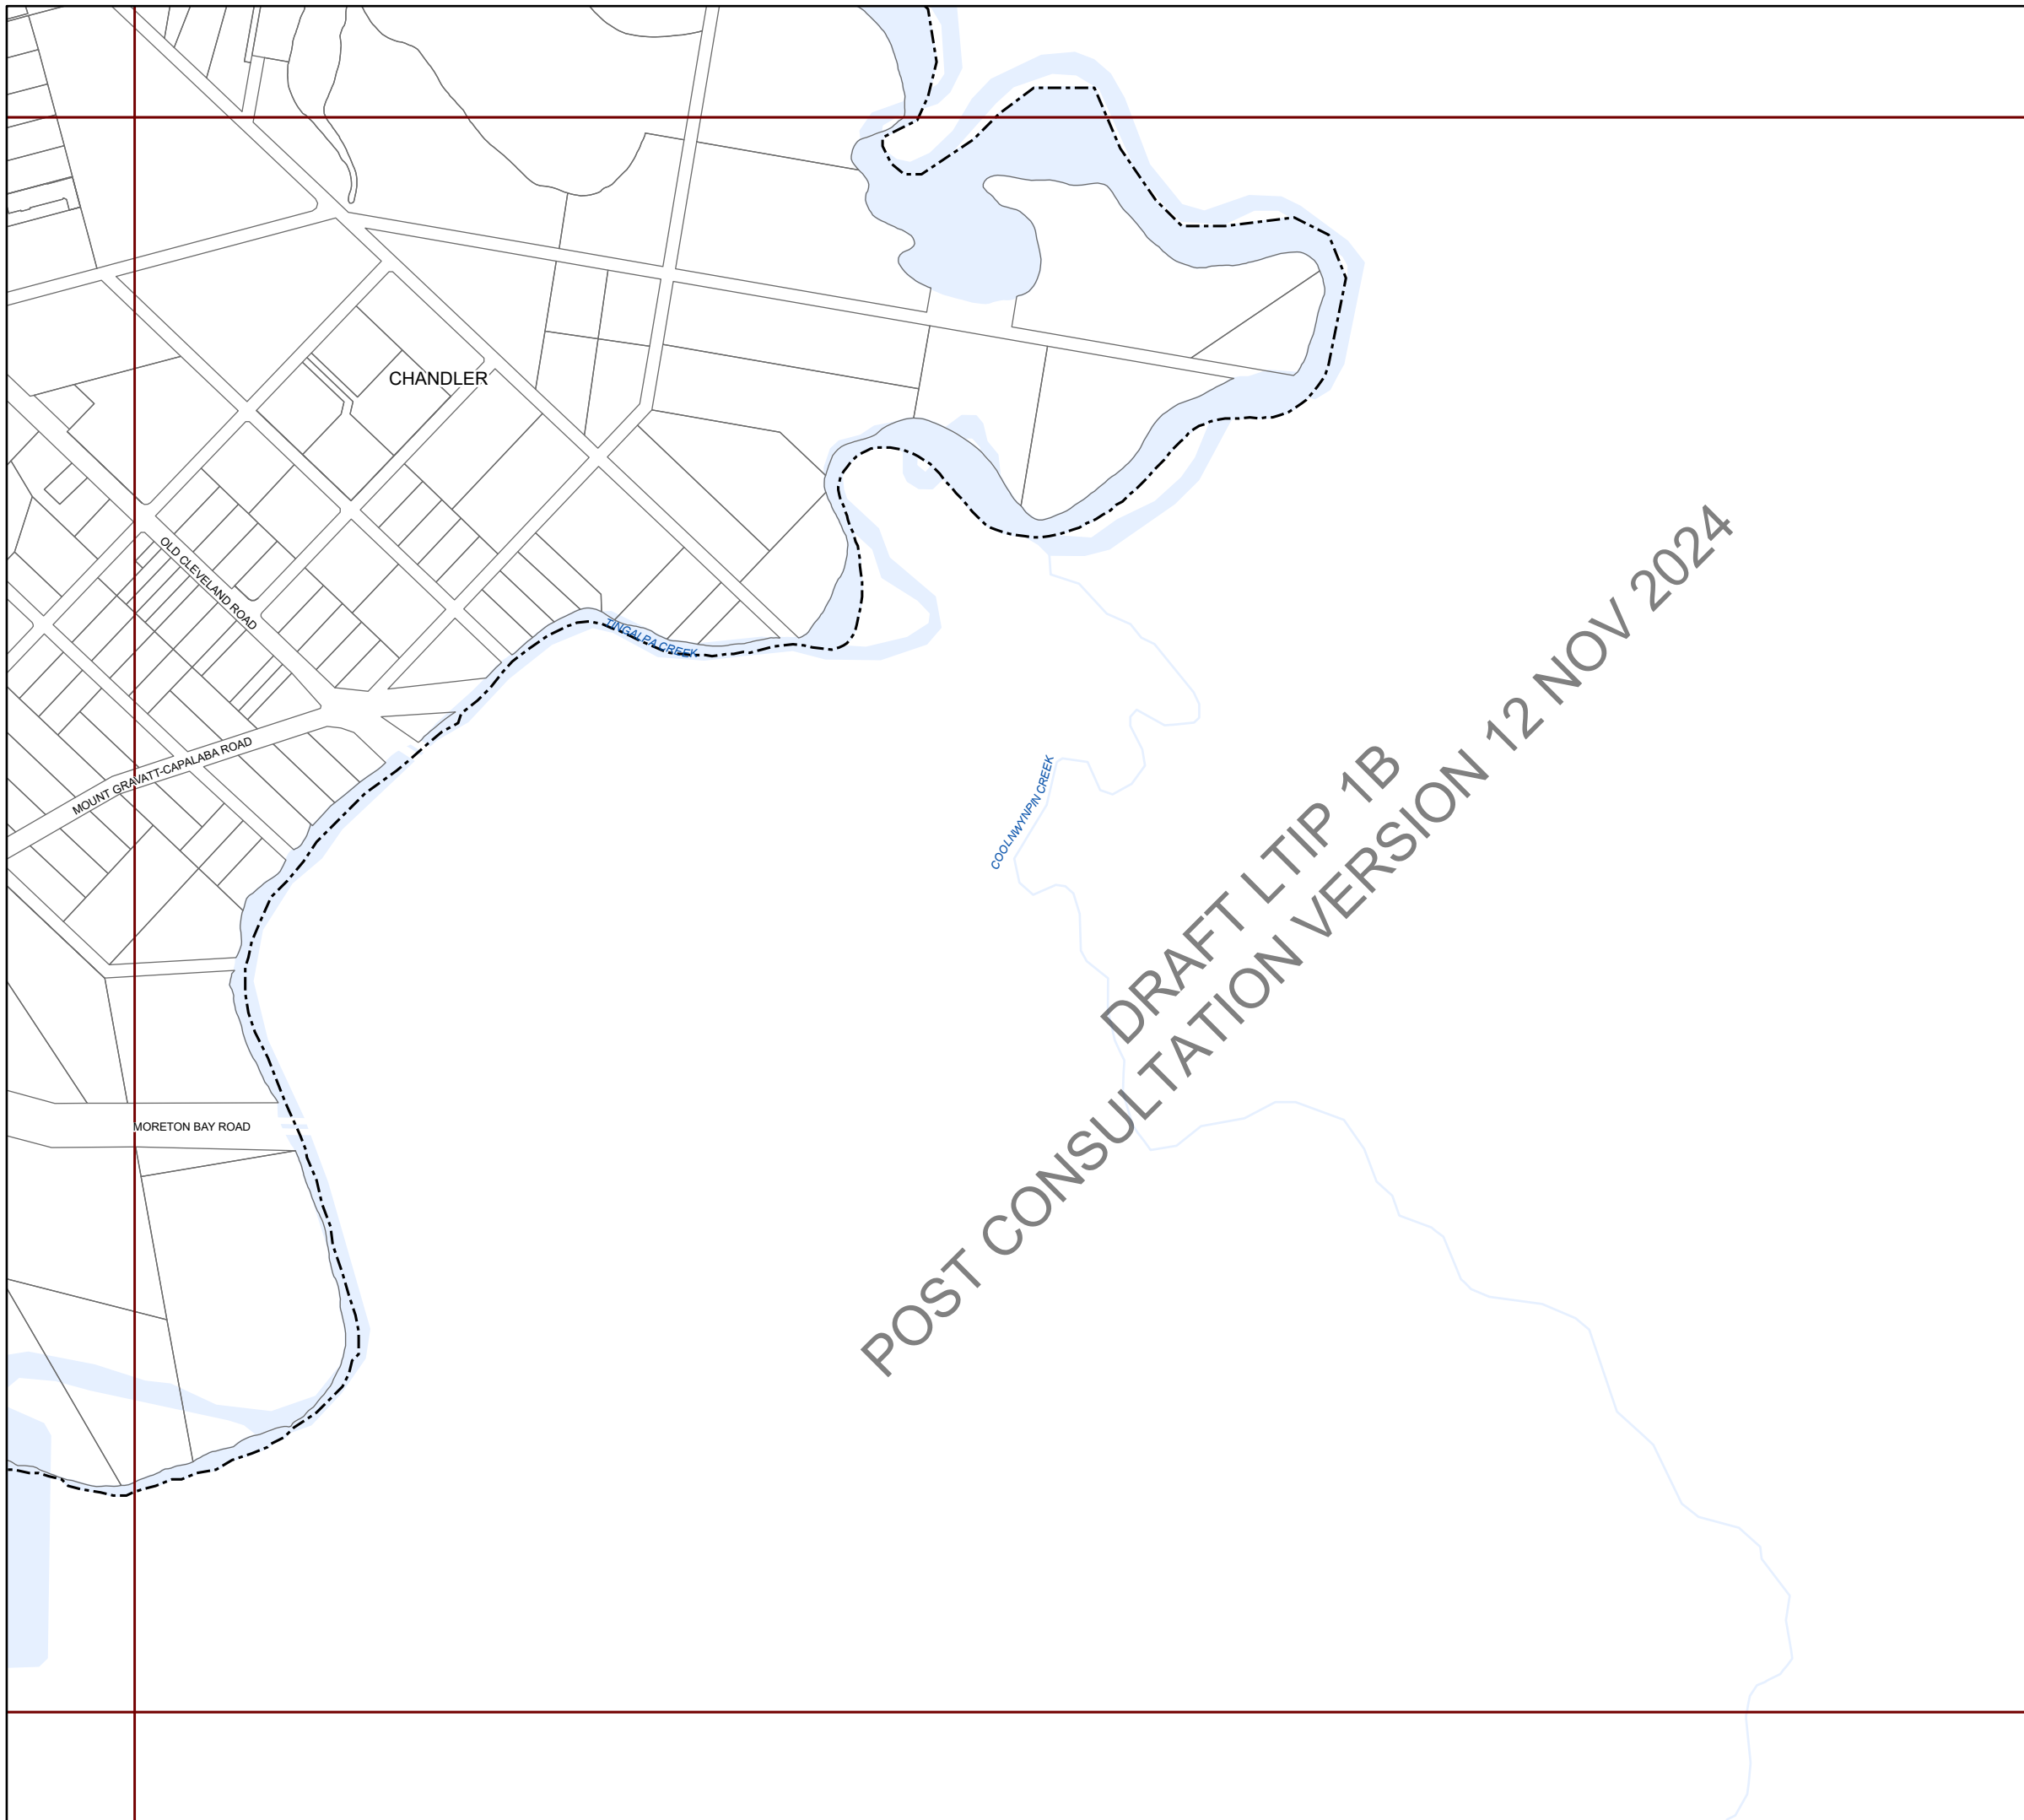 CHANDLER
OLD CLEVELAND ROAD
TINGALPA CREEK
MOUNT GRAVATT-CAPALABA ROAD
COOLNWYNPIN CREEK
DRAFT LTIP 1B
POST CONSULTATION VERSION 12 NOV 2024
MORETON BAY ROAD